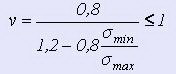 ν = 0,8 / (1,2 − 0,8 σmin / σmax) ≤ 1